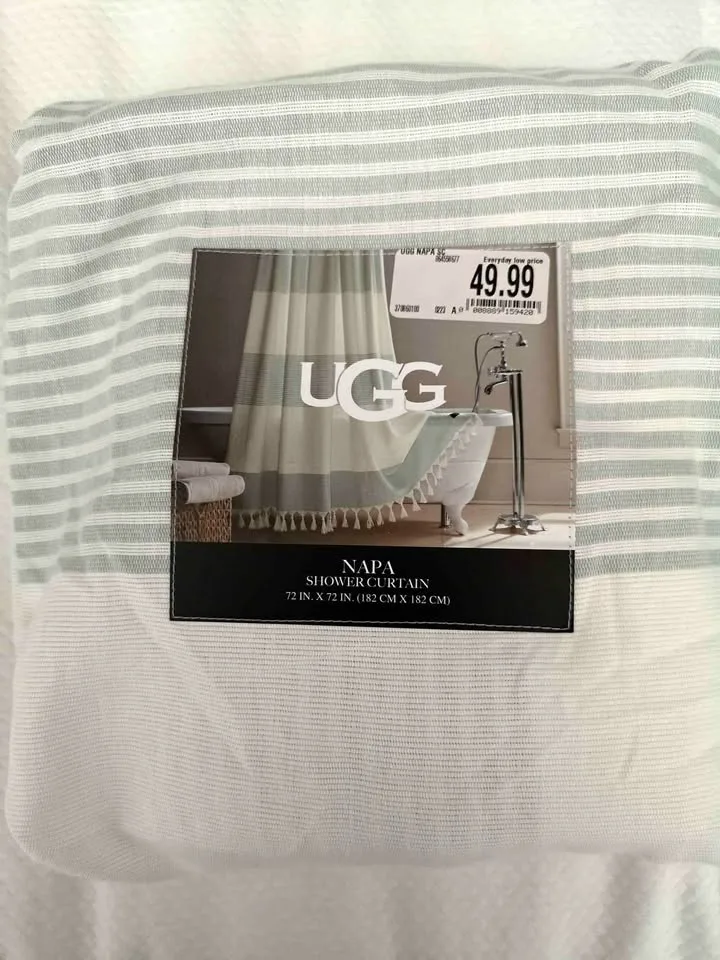 UGG NAPA SC
Everyday low price
49.99
0223 A
UGG
NAPA
SHOWER CURTAIN
72 IN. X 72 IN. (182 CM X 182 CM)